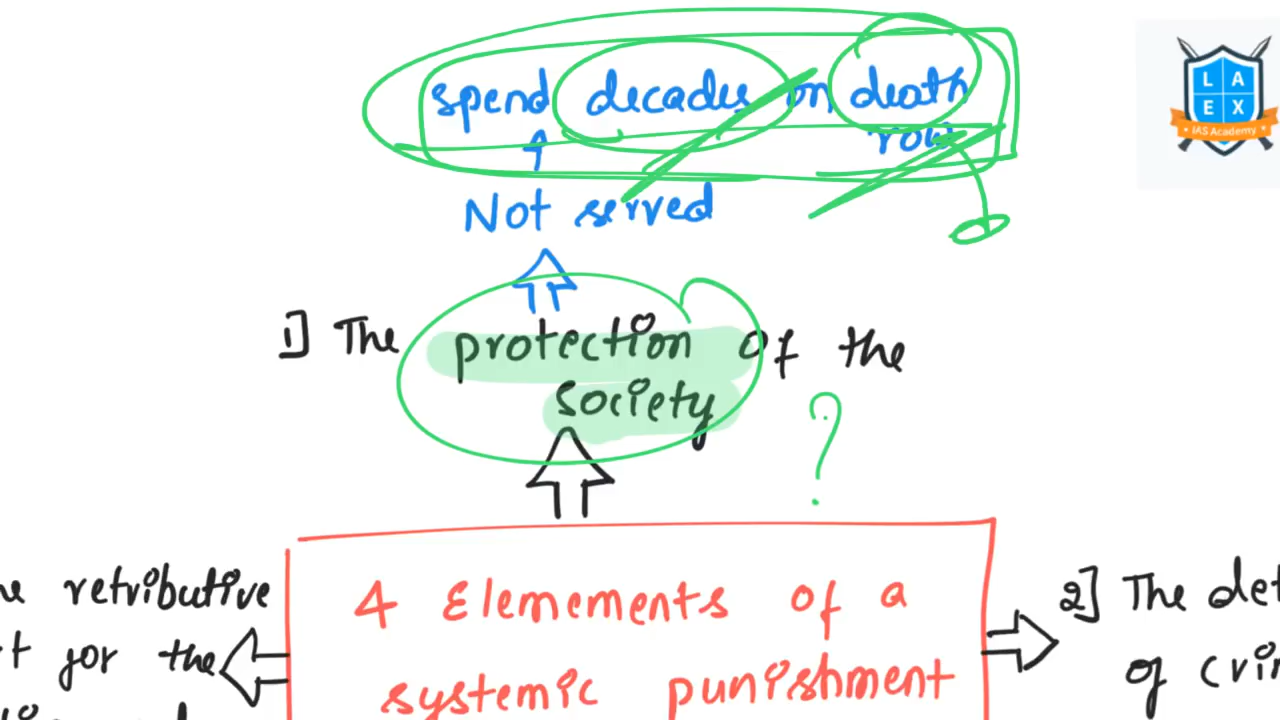 spend decades on death
row
Not served
1] The protection of the
society
?
4 Elemements of a
systemic punishment
retributive
for the
2] The
of
L A
E X
IAS Academy